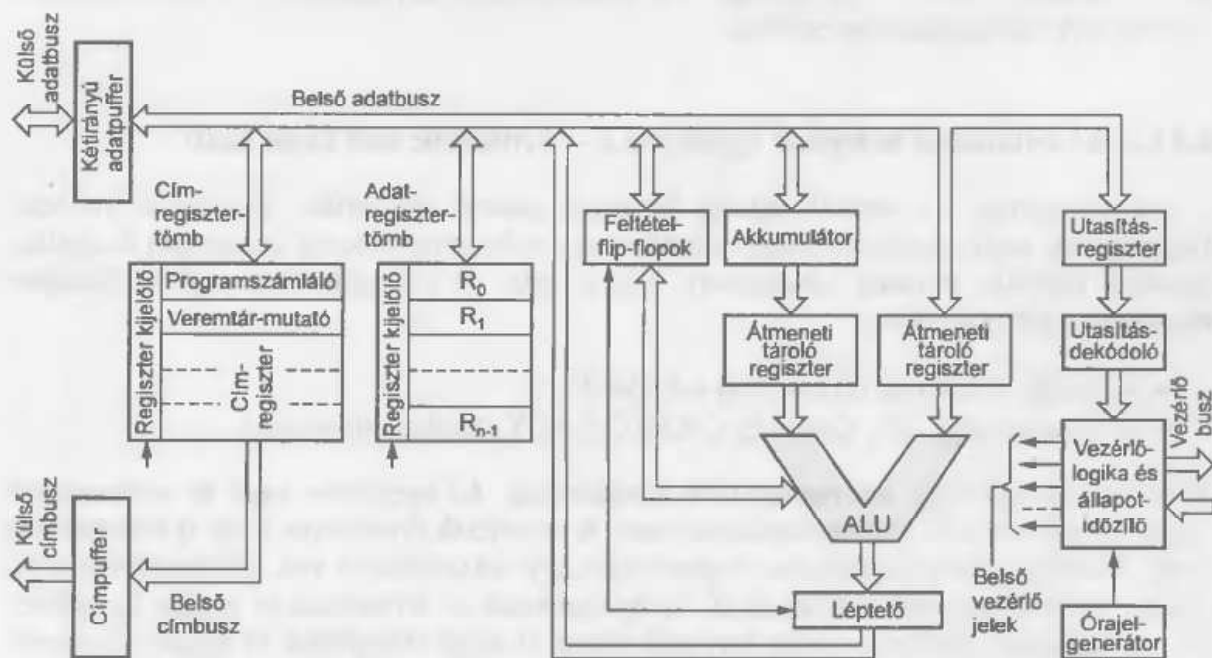 Külső
adatbusz
Kétirányú
adatpuffer
Belső adatbusz
Cím-
regiszter-
tömb
Adat-
regiszter-
tömb
Feltétel-
flip-flopok
Akkumulátor
Utasítás-
regiszter
Regiszter kijelölő
Programszámláló
Veremtár-mutató
Cím-
regiszter
Regiszter kijelölő
R0
R1
Rn-1
Átmeneti
tároló
regiszter
Átmeneti
tároló
regiszter
Utasítás-
dekódoló
ALU
Vezérlő-
logika és
állapot-
időzítő
Vezérlő
busz
Külső
címbusz
Címpuffer
Belső
címbusz
Léptető
Belső
vezérlő
jelek
Órajel-
generátor